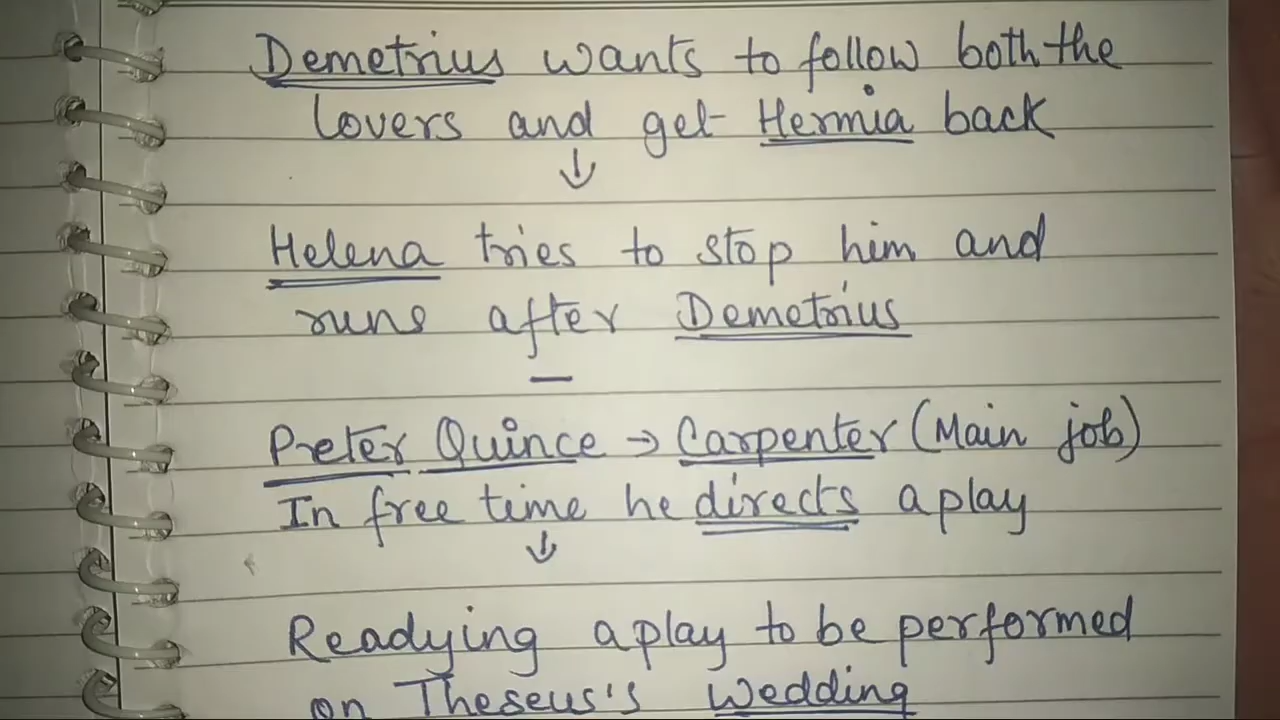 Demetrius wants to follow both the
lovers and get Hermia back
↓
Helena tries to stop him and
runs after Demetrius
—
Preter Quince → Carpenter (Main job)
In free time he directs a play
↓
Readying a play to be performed
on Theseus's Wedding